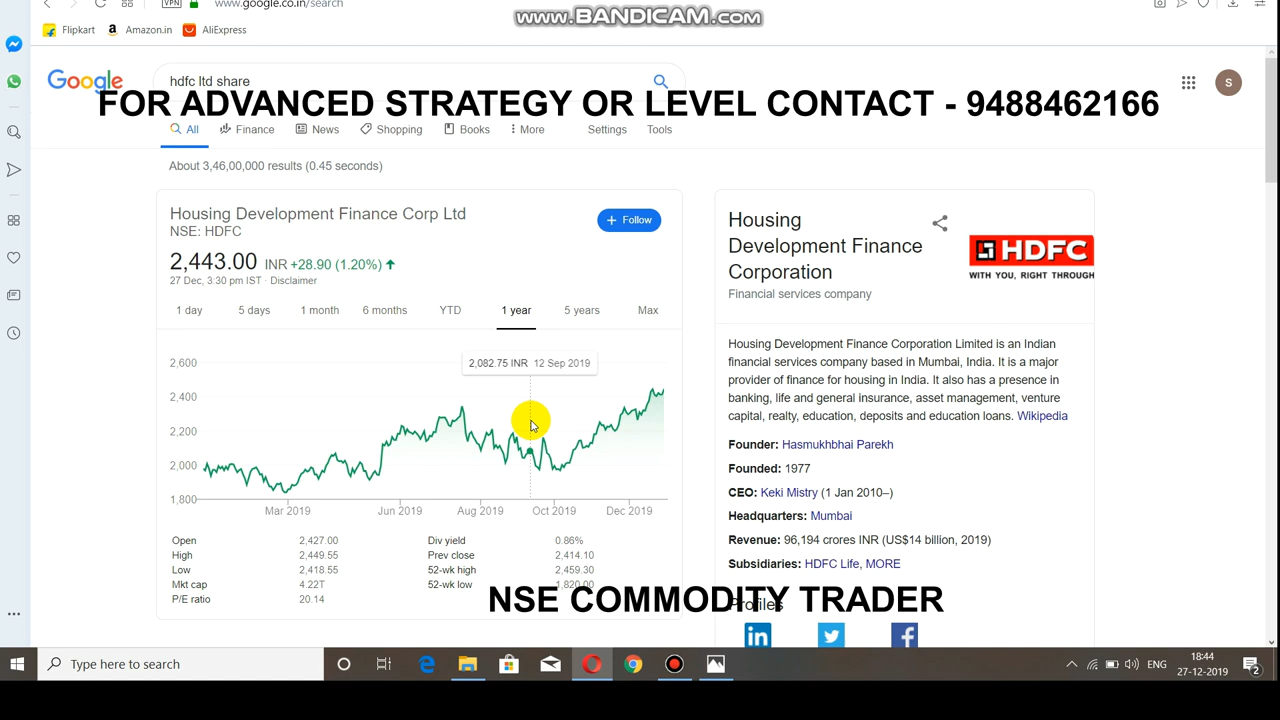 www.BANDICAM.com
VPN www.google.co.in/search
Flipkart Amazon.in AliExpress
Google hdfc ltd share
FOR ADVANCED STRATEGY OR LEVEL CONTACT - 9488462166
S
All Finance News Shopping Books More Settings Tools
About 3,46,00,000 results (0.45 seconds)
Housing Development Finance Corp Ltd
NSE: HDFC
+ Follow
2,443.00 INR +28.90 (1.20%)
27 Dec, 3:30 pm IST · Disclaimer
1 day 5 days 1 month 6 months YTD 1 year 5 years Max
2,082.75 INR 12 Sep 2019
2,600
2,400
2,200
2,000
1,800
Mar 2019 Jun 2019 Aug 2019 Oct 2019 Dec 2019
Open 2,427.00 Div yield 0.86%
High 2,449.55 Prev close 2,414.10
Low 2,418.55 52-wk high 2,459.30
Mkt cap 4.22T 52-wk low 1,820.00
P/E ratio 20.14
Housing
Development Finance
Corporation
Financial services company
HDFC
WITH YOU, RIGHT THROUGH
Housing Development Finance Corporation Limited is an Indian
financial services company based in Mumbai, India. It is a major
provider of finance for housing in India. It also has a presence in
banking, life and general insurance, asset management, venture
capital, realty, education, deposits and education loans. Wikipedia
Founder: Hasmukhbhai Parekh
Founded: 1977
CEO: Keki Mistry (1 Jan 2010–)
Headquarters: Mumbai
Revenue: 96,194 crores INR (US$14 billion, 2019)
Subsidiaries: HDFC Life, MORE
Profiles
NSE COMMODITY TRADER
in f
Type here to search
ENG
18:44
27-12-2019
2